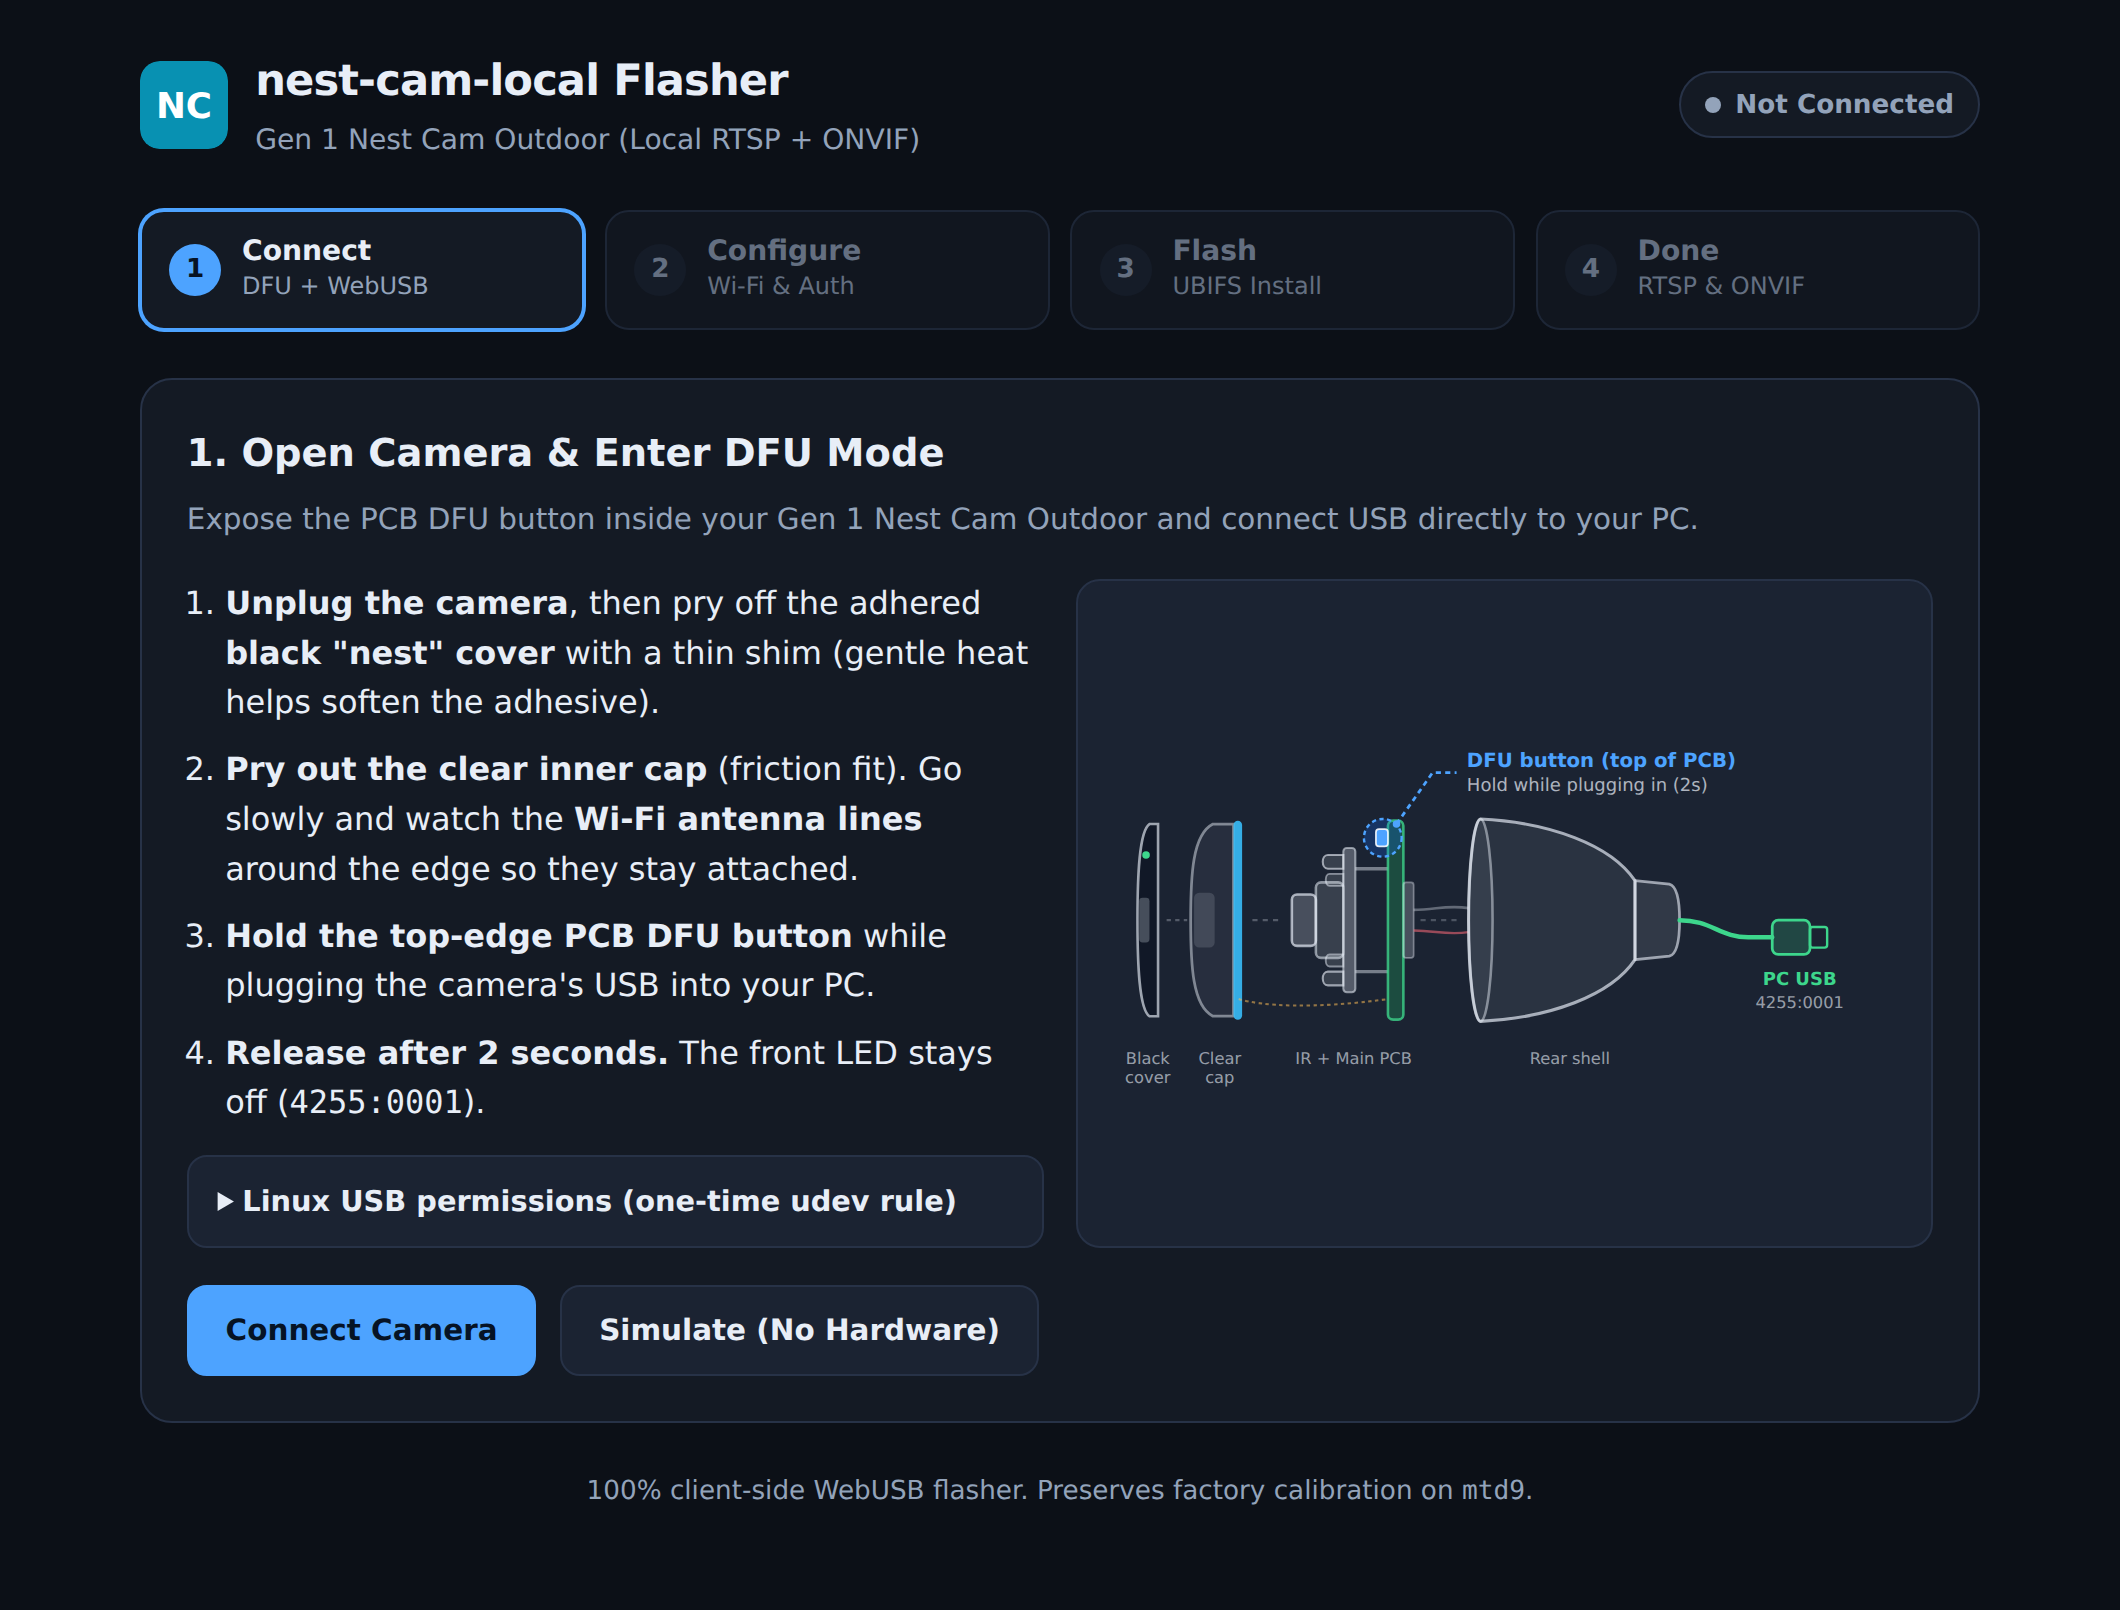 NC
nest-cam-local Flasher
Gen 1 Nest Cam Outdoor (Local RTSP + ONVIF)
Not Connected
1
Connect
DFU + WebUSB
2
Configure
Wi-Fi & Auth
3
Flash
UBIFS Install
4
Done
RTSP & ONVIF
1. Open Camera & Enter DFU Mode
Expose the PCB DFU button inside your Gen 1 Nest Cam Outdoor and connect USB directly to your PC.
1. Unplug the camera, then pry off the adhered
black "nest" cover with a thin shim (gentle heat
helps soften the adhesive).
2. Pry out the clear inner cap (friction fit). Go
slowly and watch the Wi-Fi antenna lines
around the edge so they stay attached.
3. Hold the top-edge PCB DFU button while
plugging the camera's USB into your PC.
4. Release after 2 seconds. The front LED stays
off (4255:0001).
DFU button (top of PCB)
Hold while plugging in (2s)
PC USB
4255:0001
Black
cover
Clear
cap
IR + Main PCB
Rear shell
Linux USB permissions (one-time udev rule)
Connect Camera
Simulate (No Hardware)
100% client-side WebUSB flasher. Preserves factory calibration on mtd9.